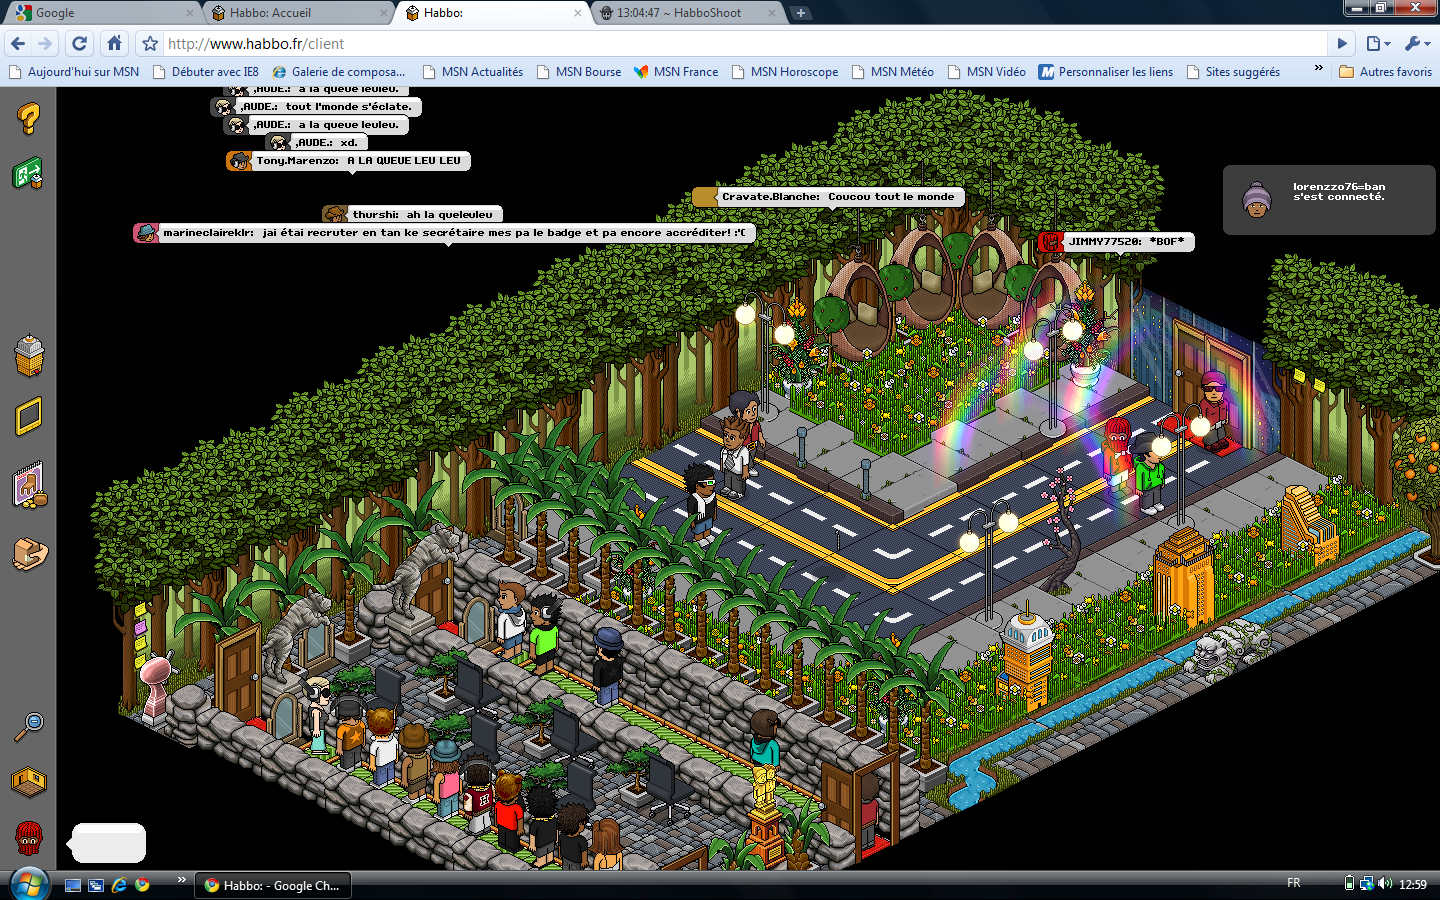 Google
Habbo: Accueil
Habbo:
13:04:47 ~ HabboShoot
http://www.habbo.fr/client
Aujourd'hui sur MSN
Débuter avec IE8
Galerie de composa...
MSN Actualités
MSN Bourse
MSN France
MSN Horoscope
MSN Météo
MSN Vidéo
Personnaliser les liens
Sites suggérés
»
Autres favoris
,AUDE.: a la queue leuleu.
,AUDE.: tout l'monde s'éclate.
,AUDE.: a la queue leuleu.
,AUDE.: xd.
Tony.Marenzo: A LA QUEUE LEU LEU
lorenzzo76=ban
s'est connecté.
Cravate.Blanche: Coucou tout le monde
thurshi: ah la queleuleu
marineclaireklr: jai étai recruter en tan ke secrétaire mes pa le badge et pa encore accréditer! :'(
JIMMY77520: *BOF*
H
»
Habbo: - Google Ch...
FR
12:59